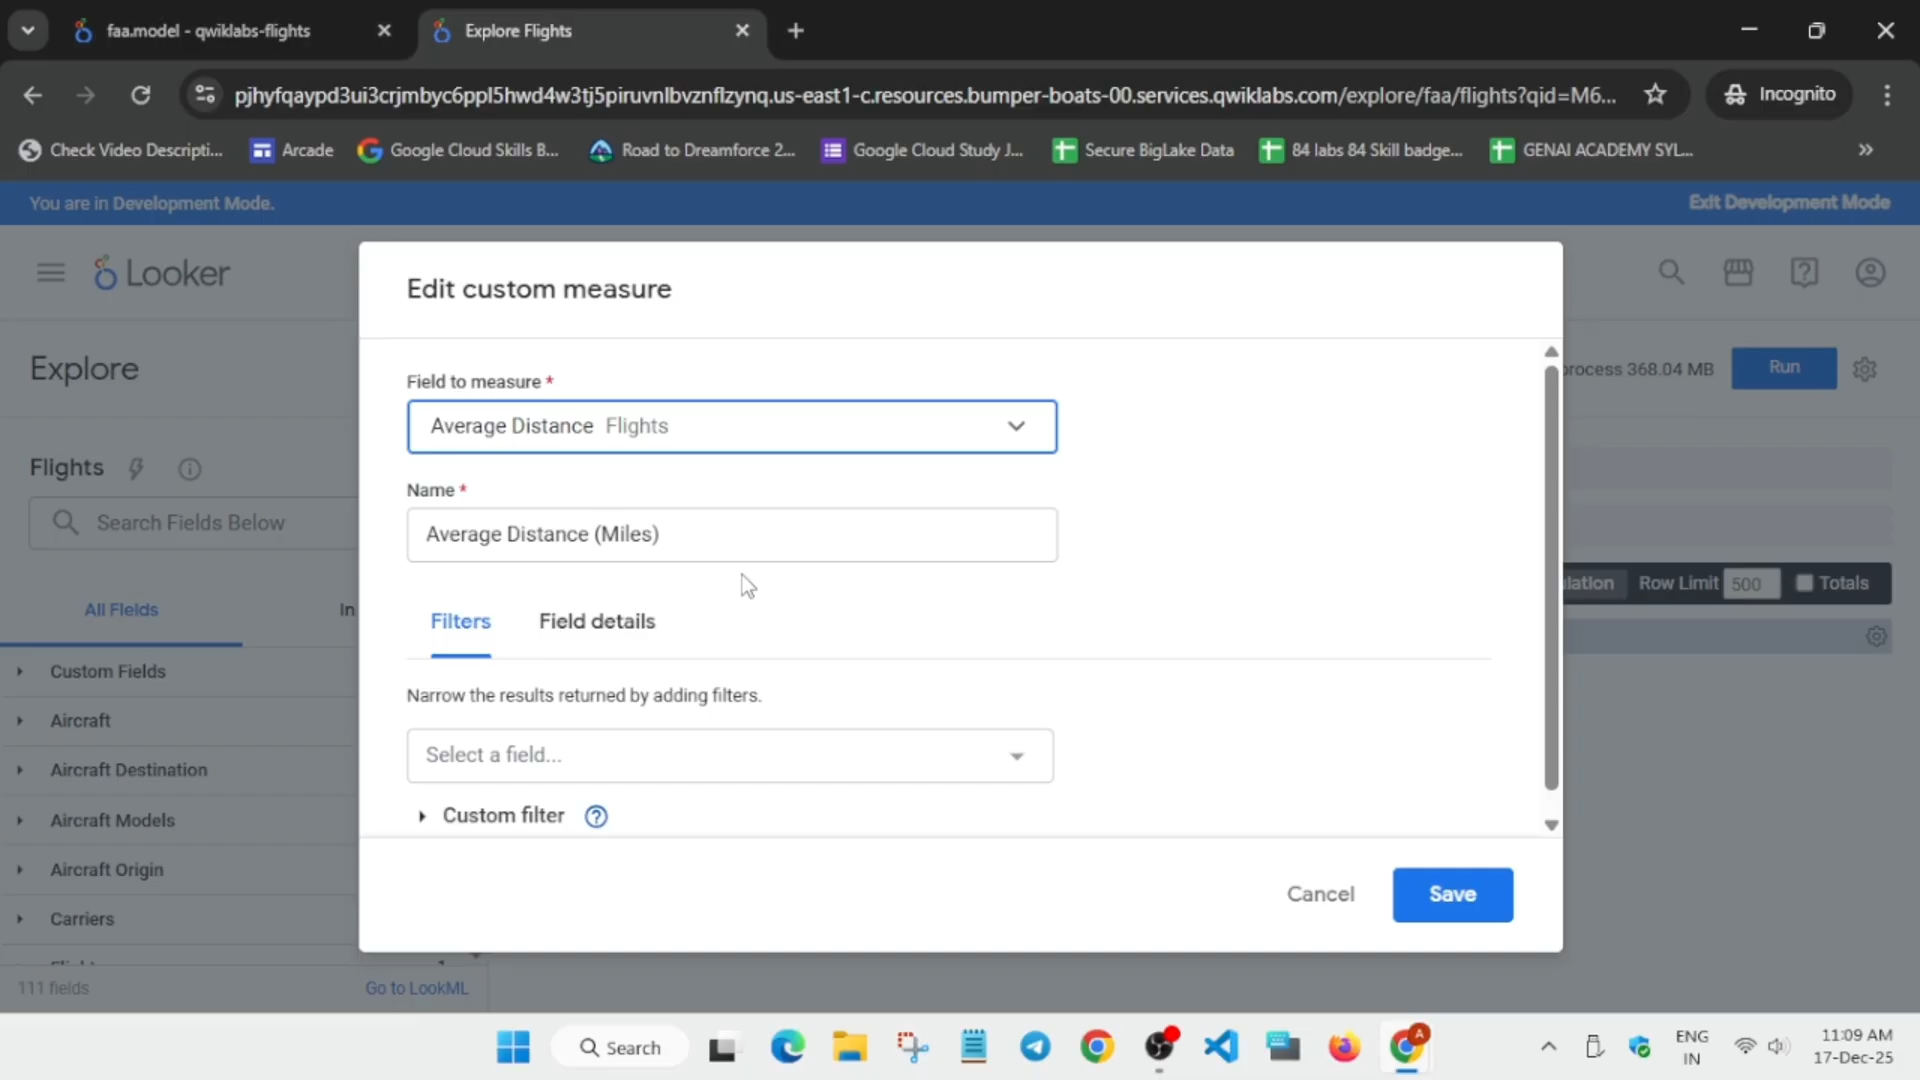 faa.model - qwiklabs-flights
Explore Flights
pjhyfqaypd3ui3crjmbyc6ppl5hwd4w3tj5piruvnlbvznflzynq.us-east1-c.resources.bumper-boats-00.services.qwiklabs.com/explore/faa/flights?qid=M6...
Incognito
Check Video Descripti...
Arcade
Google Cloud Skills B...
Road to Dreamforce 2...
Google Cloud Study J...
Secure BigLake Data
84 labs 84 Skill badge...
GENAI ACADEMY SYL...
You are in Development Mode.
Exit Development Mode
Looker
Edit custom measure
Explore
process 368.04 MB
Run
Field to measure *
Average Distance Flights
Flights
Name *
Search Fields Below
Average Distance (Miles)
lation
Row Limit
500
Totals
All Fields
In
Filters
Field details
Custom Fields
Narrow the results returned by adding filters.
Aircraft
Select a field...
Aircraft Destination
Aircraft Models
Custom filter
Aircraft Origin
Carriers
Cancel
Save
111 fields
Go to LookML
Search
A
ENG
IN
11:09 AM
17-Dec-25